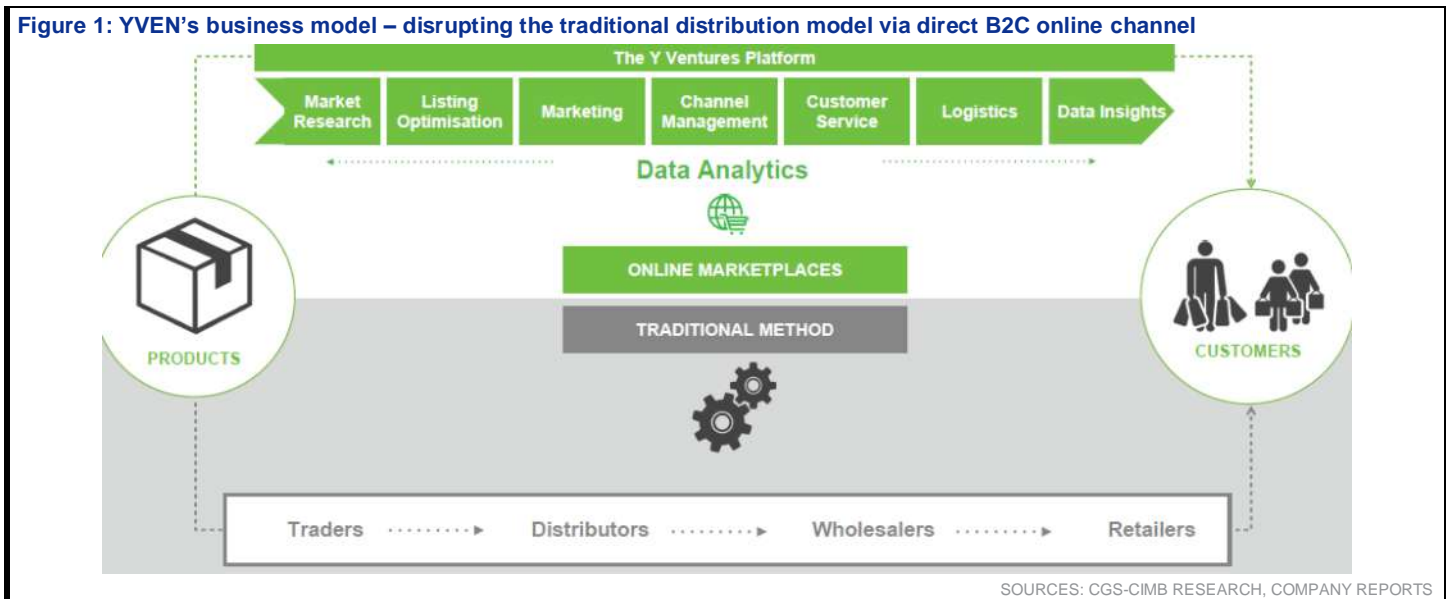 Figure 1: YVEN's business model – disrupting the traditional distribution model via direct B2C online channel
The Y Ventures Platform
Market
Research
Listing
Optimisation
Marketing
Channel
Management
Customer
Service
Logistics
Data Insights
Data Analytics
ONLINE MARKETPLACES
TRADITIONAL METHOD
PRODUCTS
CUSTOMERS
Traders
Distributors
Wholesalers
Retailers
SOURCES: CGS-CIMB RESEARCH, COMPANY REPORTS